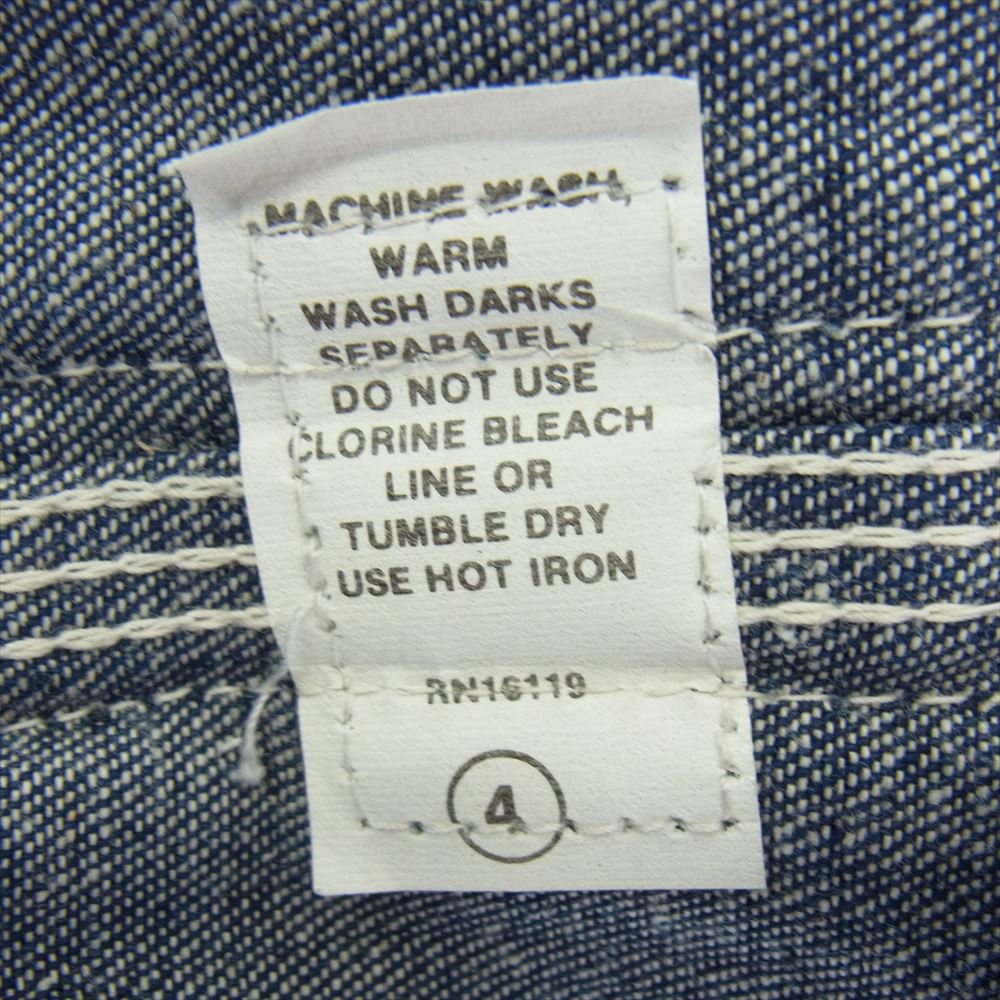 MACHINE WASH,
WARM
WASH DARKS
SEPARATELY
DO NOT USE
CLORINE BLEACH
LINE OR
TUMBLE DRY
USE HOT IRON
RN16119
4